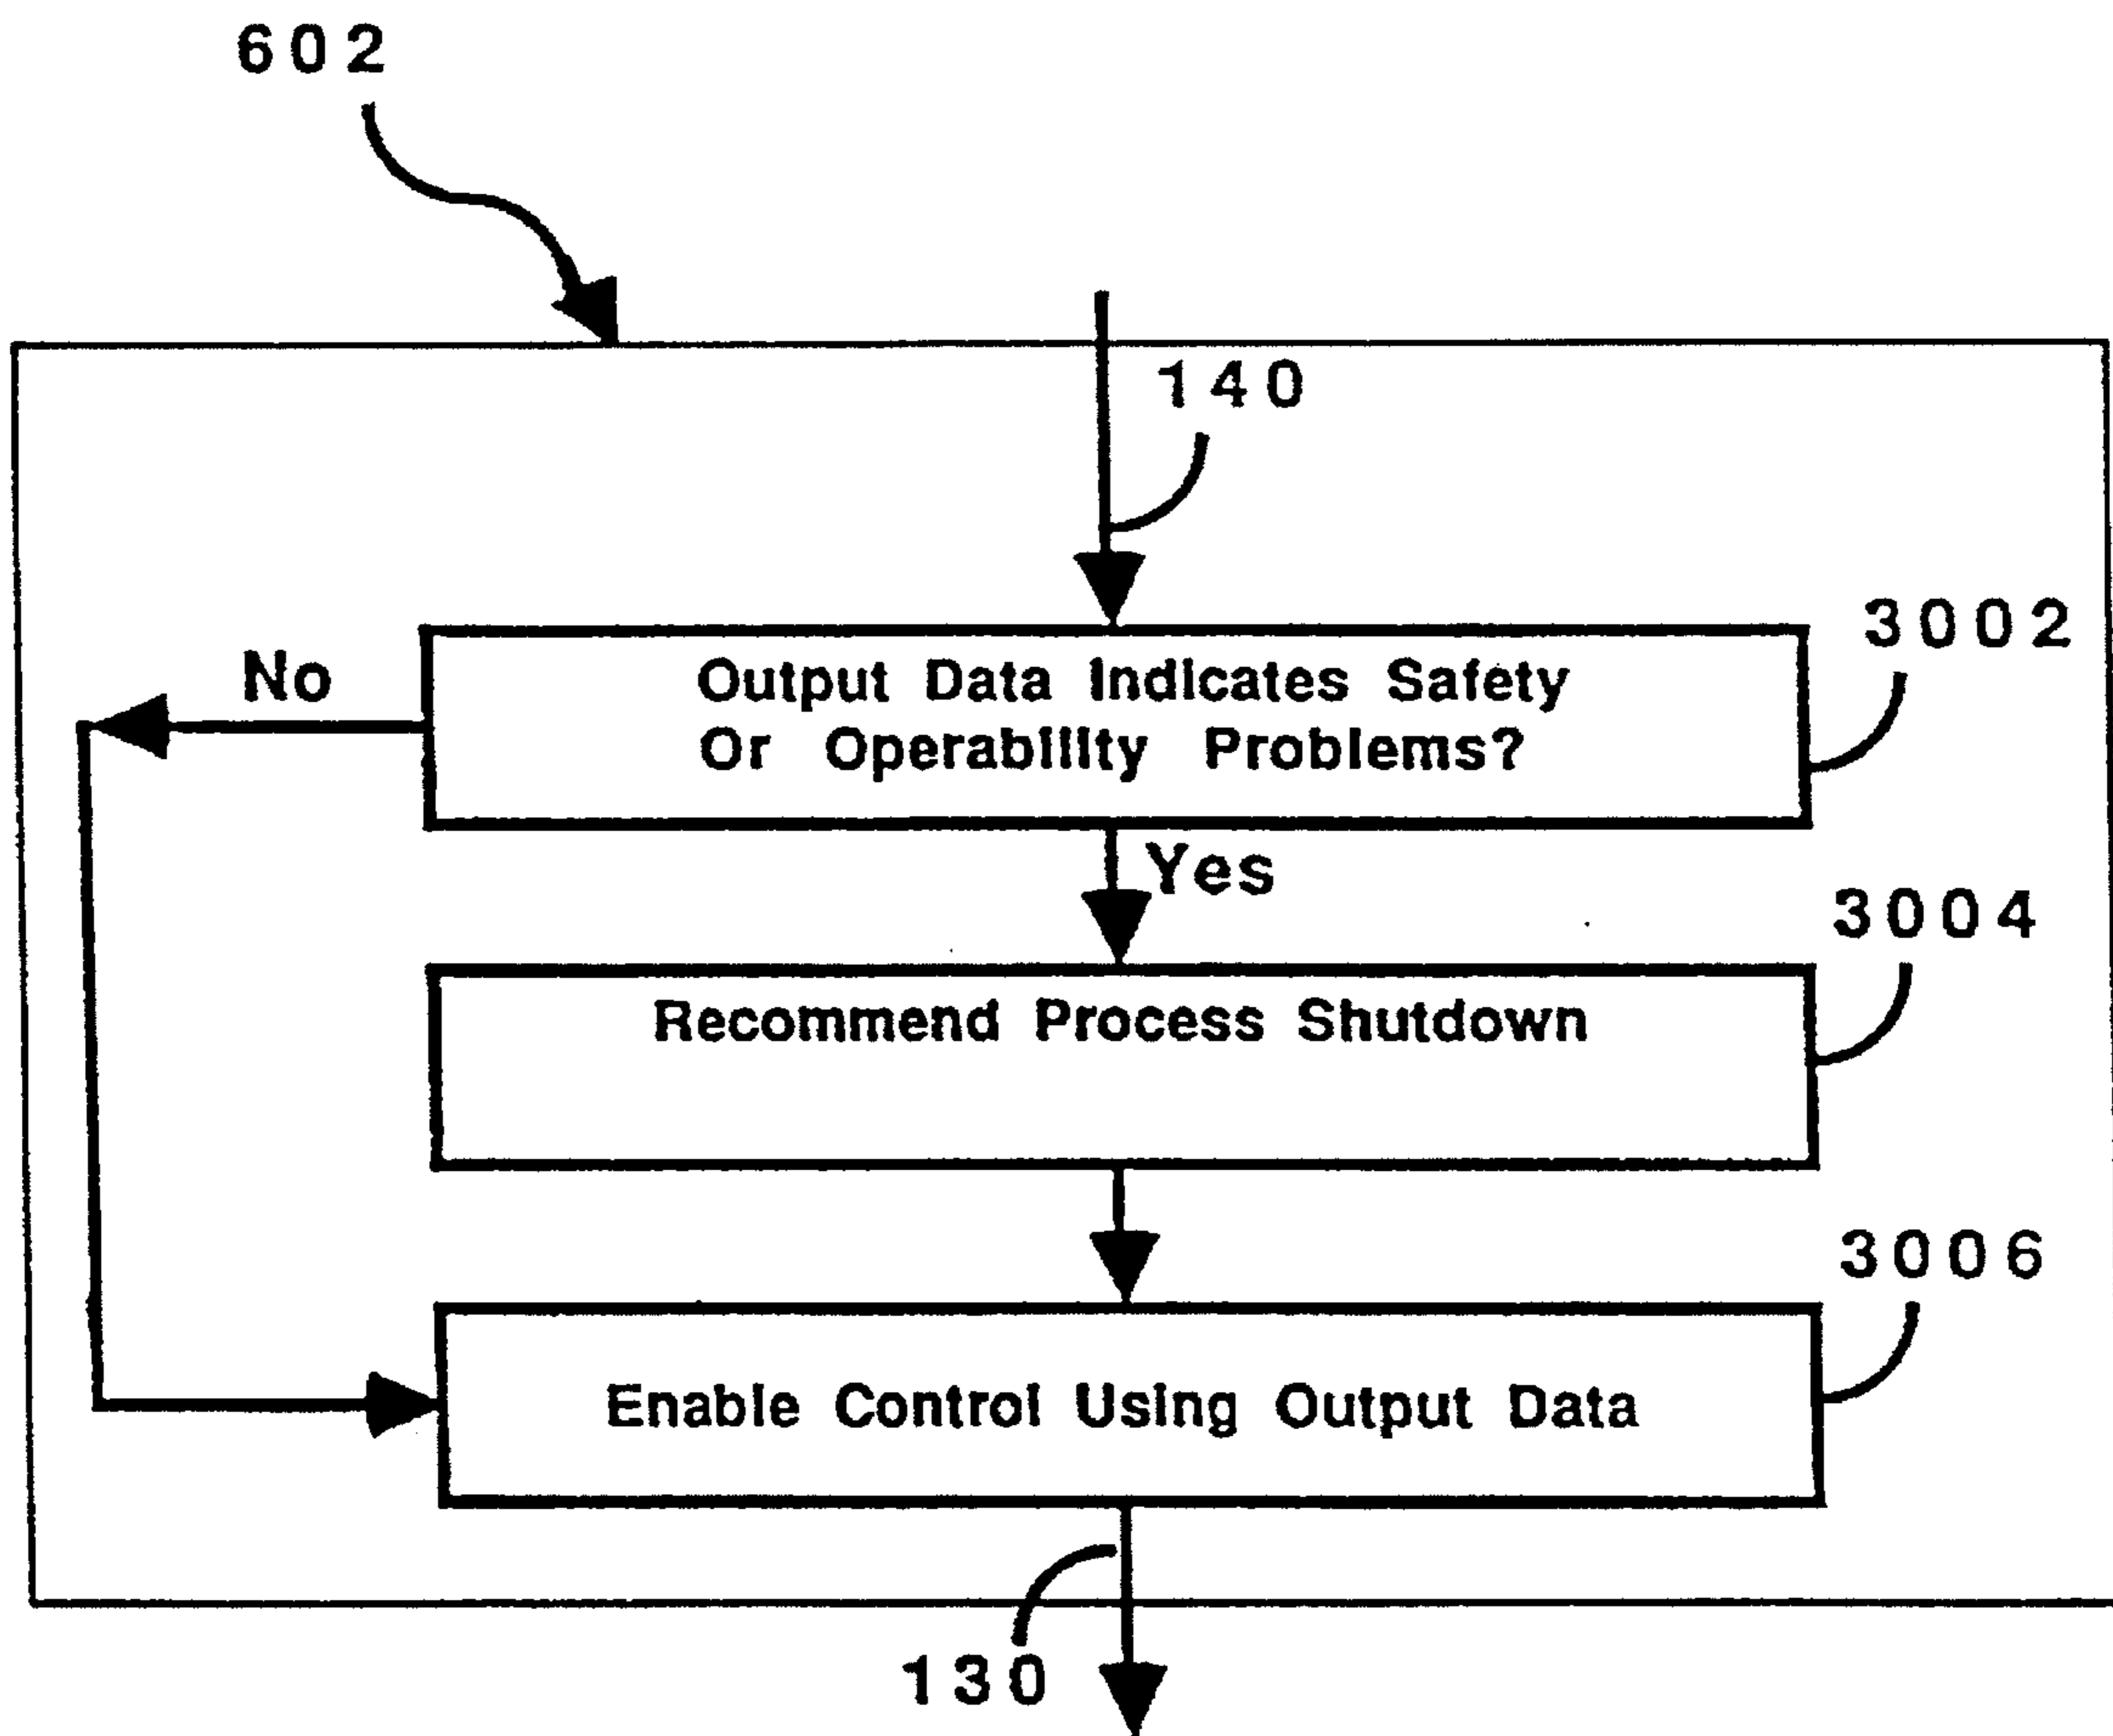 602
140
3002
No
Output Data Indicates Safety
Or Operability Problems?
Yes
3004
Recommend Process Shutdown
3006
Enable Control Using Output Data
130